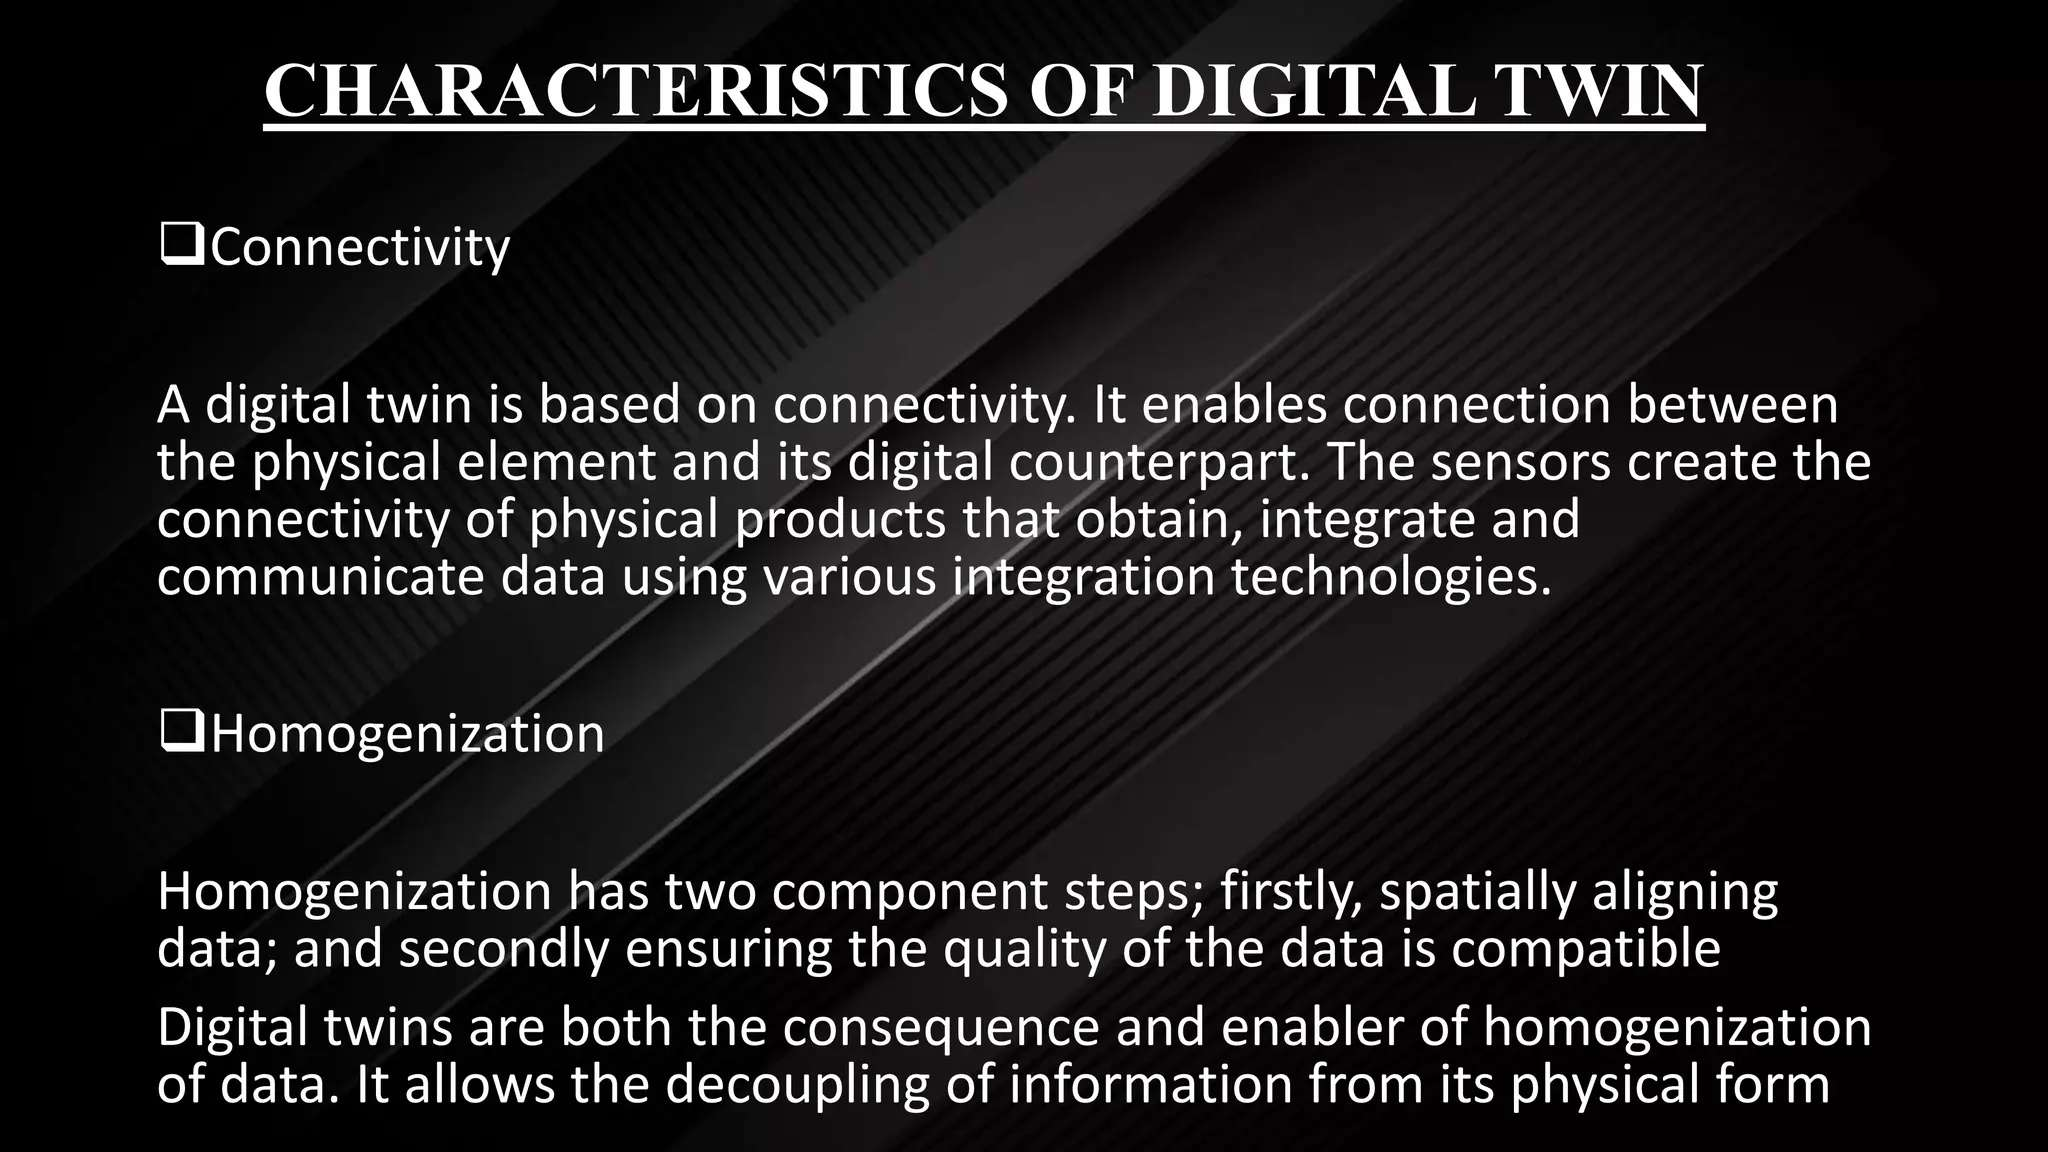 CHARACTERISTICS OF DIGITAL TWIN
❑Connectivity
A digital twin is based on connectivity. It enables connection between
the physical element and its digital counterpart. The sensors create the
connectivity of physical products that obtain, integrate and
communicate data using various integration technologies.
❑Homogenization
Homogenization has two component steps; firstly, spatially aligning
data; and secondly ensuring the quality of the data is compatible
Digital twins are both the consequence and enabler of homogenization
of data. It allows the decoupling of information from its physical form